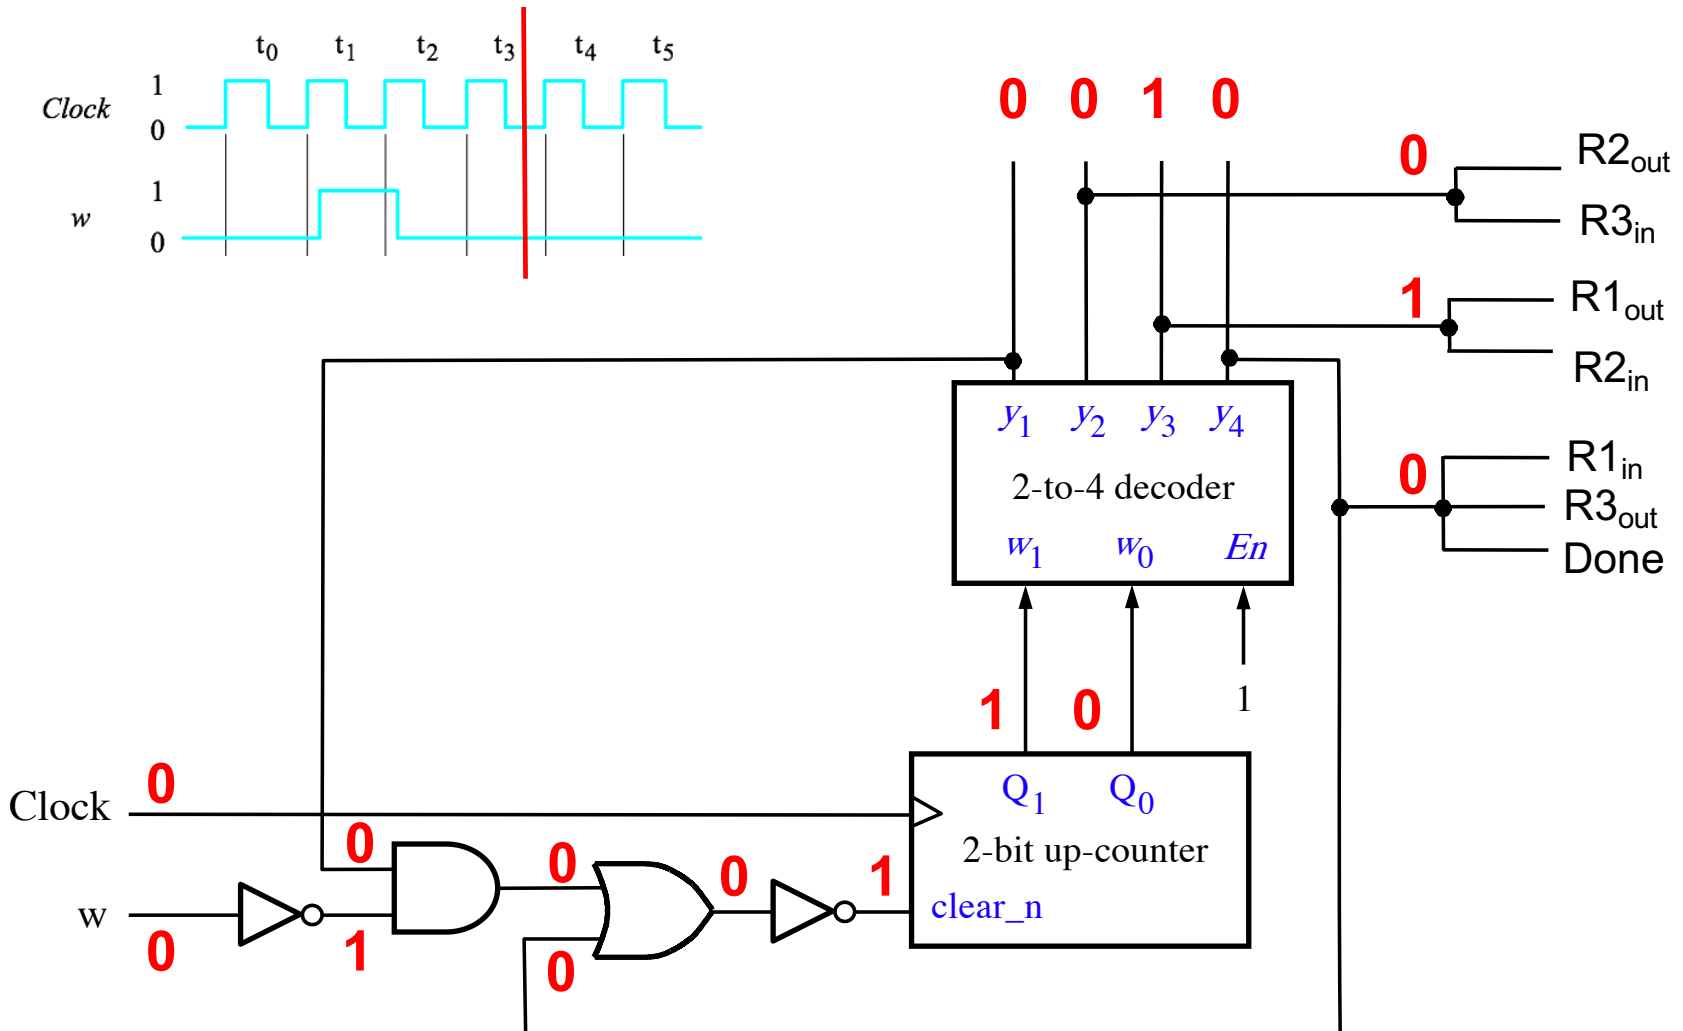 t0 t1 t2 t3 t4 t5
1
Clock
0
1
w
0
0 0 1 0
0
R2out
R3in
1
R1out
R2in
y1 y2 y3 y4
2-to-4 decoder
w1 w0 En
0
R1in
R3out
Done
1 0 1
Clock 0
Q1 Q0
2-bit up-counter
clear_n
0 0 0 1
w
0 1 0